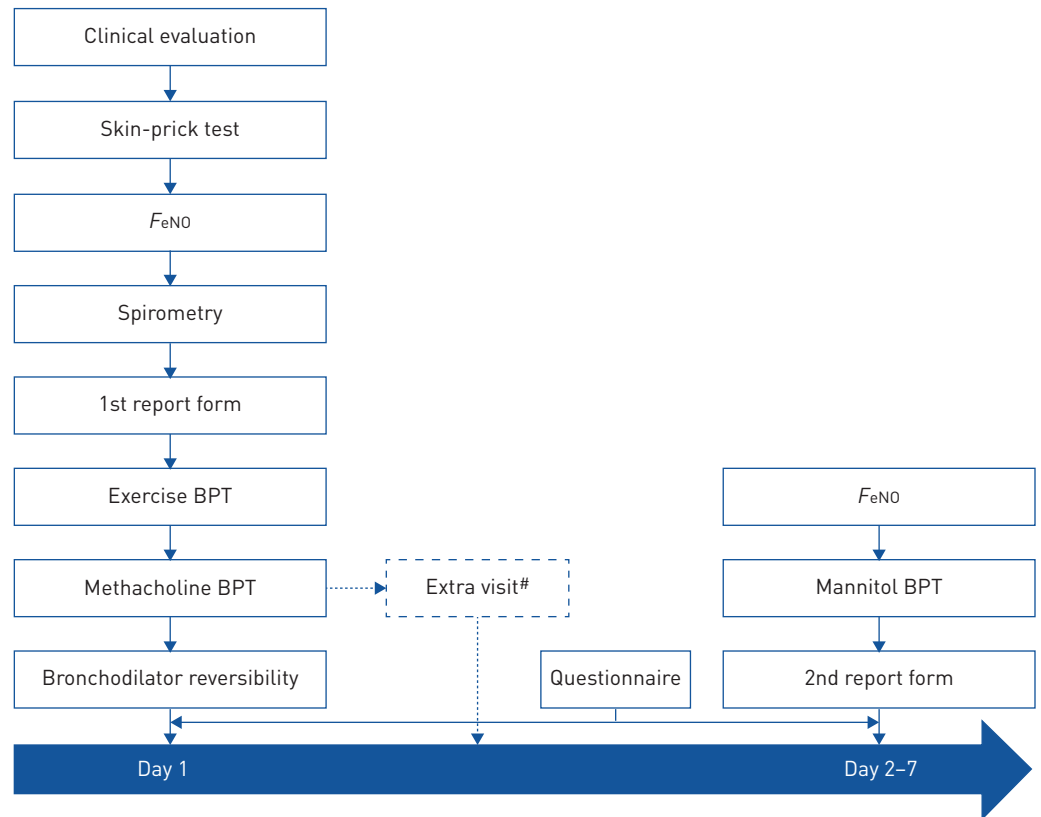 Clinical evaluation
Skin-prick test
FeNO
Spirometry
1st report form
Exercise BPT
Methacholine BPT
Bronchodilator reversibility
Extra visit#
Questionnaire
FeNO
Mannitol BPT
2nd report form
Day 1
Day 2–7